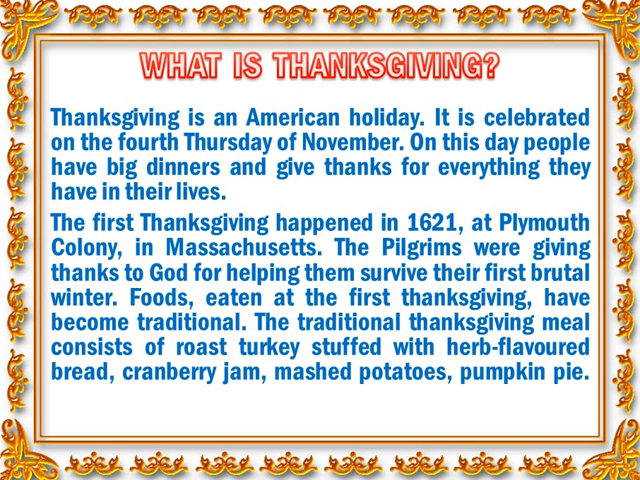 WHAT IS THANKSGIVING?
Thanksgiving is an American holiday. It is celebrated
on the fourth Thursday of November. On this day people
have big dinners and give thanks for everything they
have in their lives.
The first Thanksgiving happened in 1621, at Plymouth
Colony, in Massachusetts. The Pilgrims were giving
thanks to God for helping them survive their first brutal
winter. Foods, eaten at the first thanksgiving, have
become traditional. The traditional thanksgiving meal
consists of roast turkey stuffed with herb-flavoured
bread, cranberry jam, mashed potatoes, pumpkin pie.